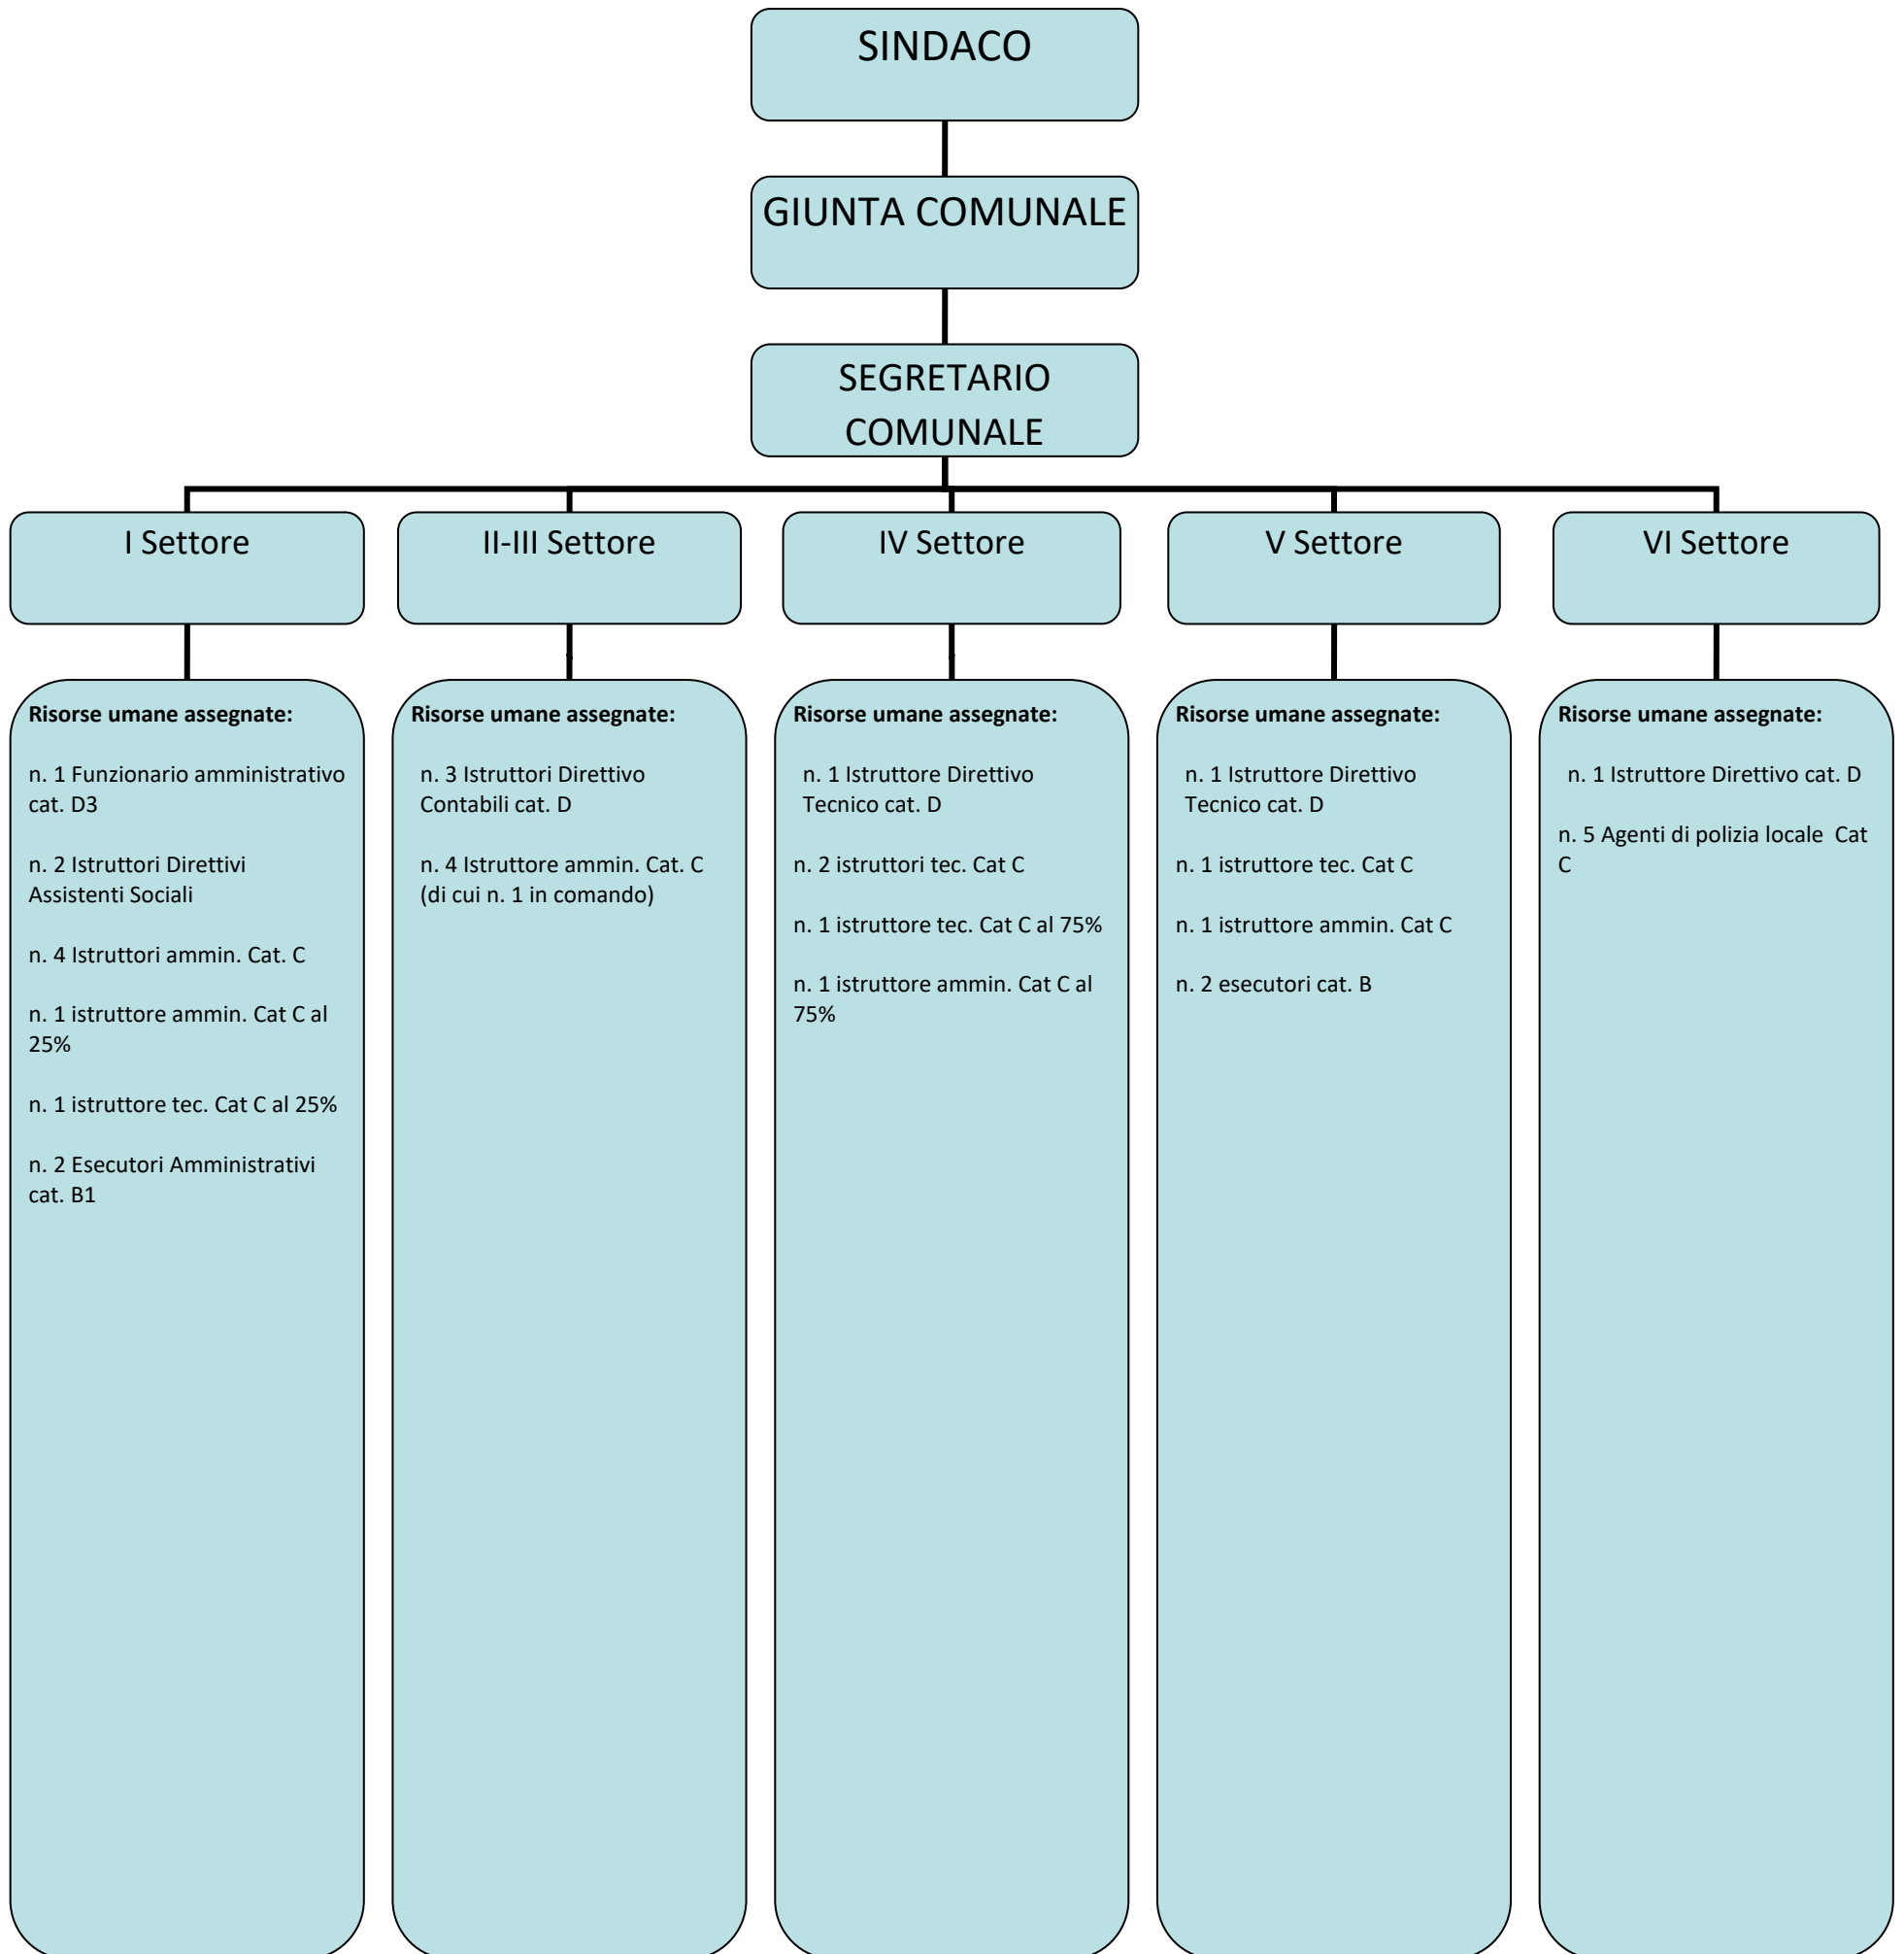 SINDACO
GIUNTA COMUNALE
SEGRETARIO
COMUNALE
I Settore
II-III Settore
IV Settore
V Settore
VI Settore
Risorse umane assegnate:
n. 1 Funzionario amministrativo
cat. D3
n. 2 Istruttori Direttivi
Assistenti Sociali
n. 4 Istruttori ammin. Cat. C
n. 1 istruttore ammin. Cat C al
25%
n. 1 istruttore tec. Cat C al 25%
n. 2 Esecutori Amministrativi
cat. B1
Risorse umane assegnate:
n. 3 Istruttori Direttivo
Contabili cat. D
n. 4 Istruttore ammin. Cat. C
(di cui n. 1 in comando)
Risorse umane assegnate:
n. 1 Istruttore Direttivo
Tecnico cat. D
n. 2 istruttori tec. Cat C
n. 1 istruttore tec. Cat C al 75%
n. 1 istruttore ammin. Cat C al
75%
Risorse umane assegnate:
n. 1 Istruttore Direttivo
Tecnico cat. D
n. 1 istruttore tec. Cat C
n. 1 istruttore ammin. Cat C
n. 2 esecutori cat. B
Risorse umane assegnate:
n. 1 Istruttore Direttivo cat. D
n. 5 Agenti di polizia locale  Cat
C